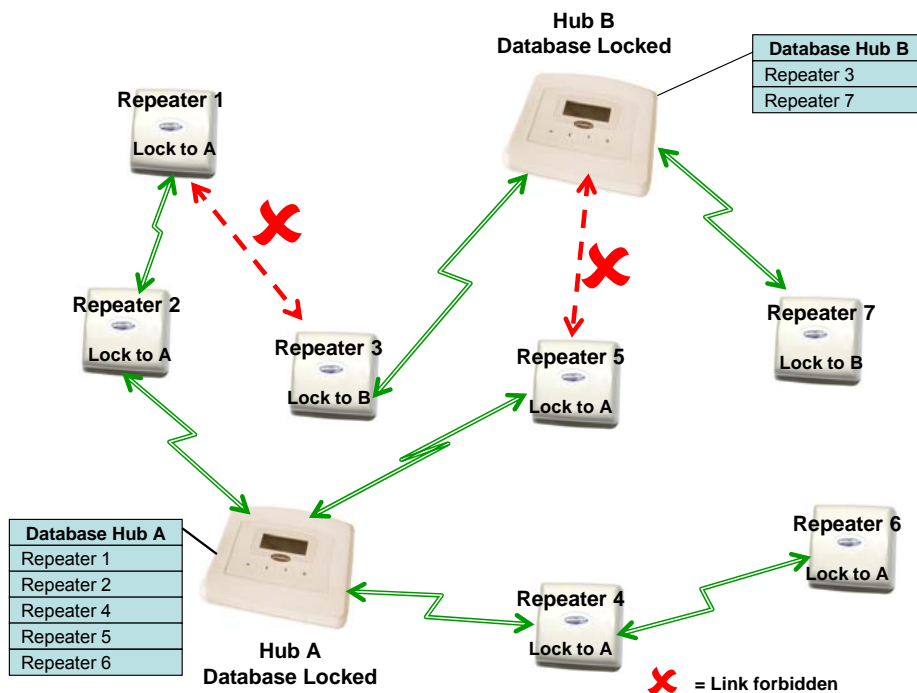 Hub B
Database Locked
Database Hub B
Repeater 3
Repeater 7
Repeater 1
Lock to A
Repeater 2
Lock to A
Repeater 3
Lock to B
Repeater 5
Lock to A
Repeater 7
Lock to B
Database Hub A
Repeater 1
Repeater 2
Repeater 4
Repeater 5
Repeater 6
Hub A
Database Locked
Repeater 4
Lock to A
Repeater 6
Lock to A
= Link forbidden